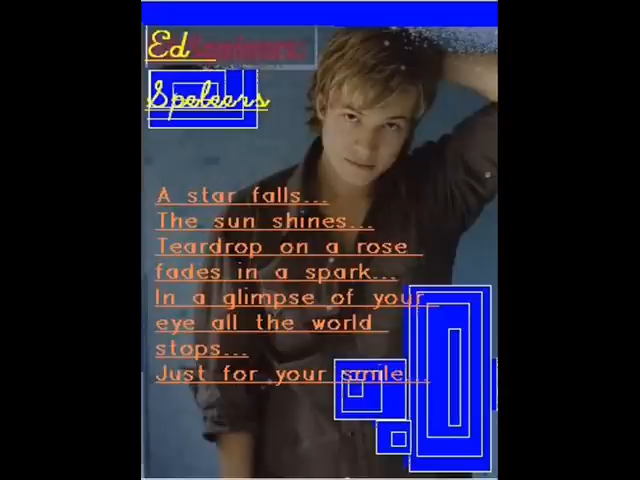 Ed
Speleers
A star falls...
The sun shines...
Teardrop on a rose
fades in a spark...
In a glimpse of your
eye all the world
stops...
Just for your smile...